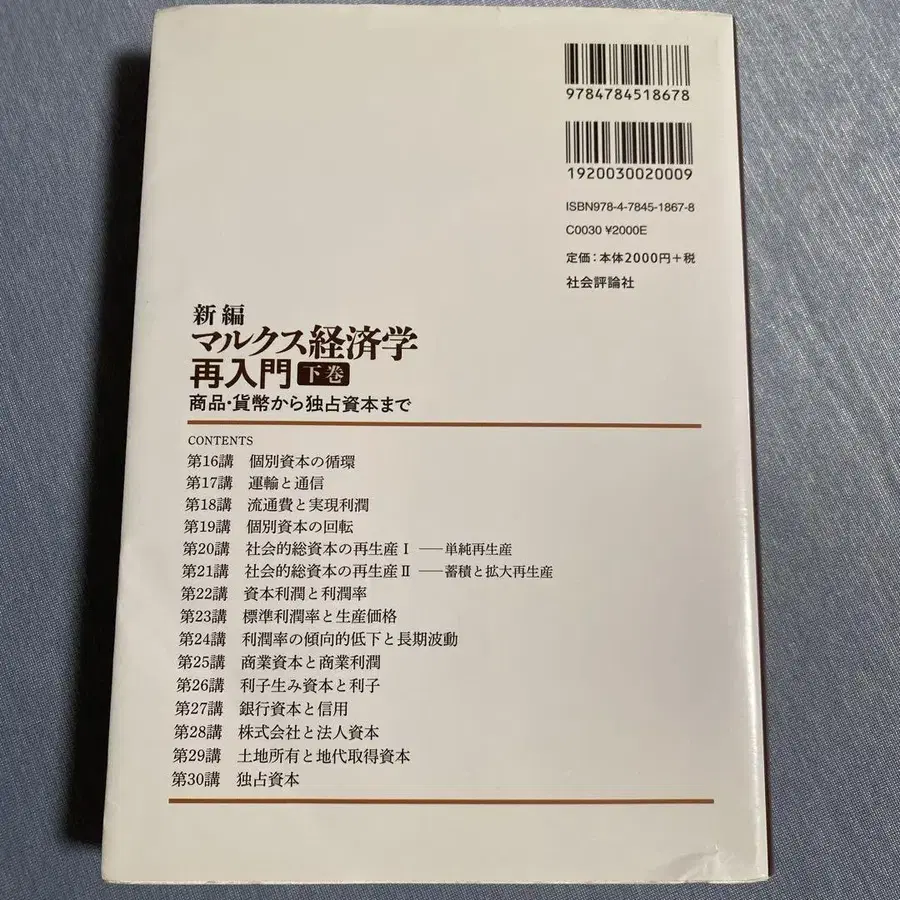 9784784518678
1920030020009
ISBN978-4-7845-1867-8
C0030 ¥2000E
定価：本体2000円＋税
社会評論社
新編
マルクス経済学
再入門 下巻
商品・貨幣から独占資本まで
CONTENTS
第16講 個別資本の循環
第17講 運輸と通信
第18講 流通費と実現利潤
第19講 個別資本の回転
第20講 社会的総資本の再生産Ⅰ ──単純再生産
第21講 社会的総資本の再生産Ⅱ ──蓄積と拡大再生産
第22講 資本利潤と利潤率
第23講 標準利潤率と生産価格
第24講 利潤率の傾向的低下と長期波動
第25講 商業資本と商業利潤
第26講 利子生み資本と利子
第27講 銀行資本と信用
第28講 株式会社と法人資本
第29講 土地所有と地代取得資本
第30講 独占資本